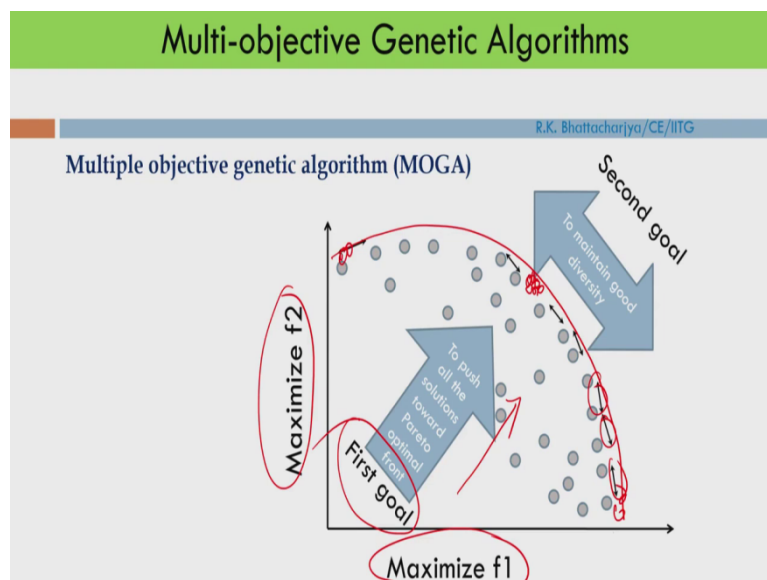 Multi-objective Genetic Algorithms
R.K. Bhattacharjya/CE/IITG
Multiple objective genetic algorithm (MOGA)
Second goal
To maintain good
diversity
Maximize f2
To push
all the
solutions
toward
Pareto
optimal
front
First goal
Maximize f1